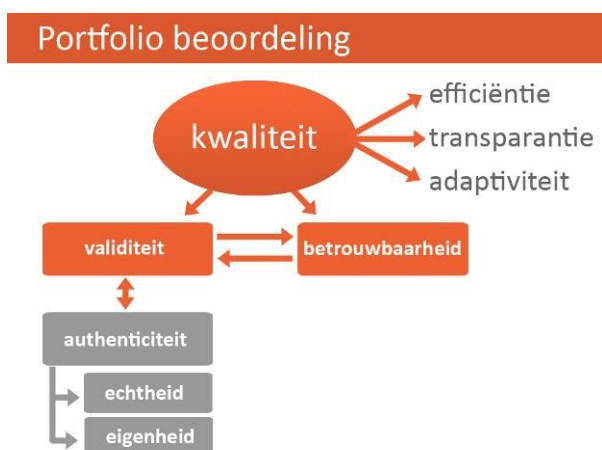 Portfolio beoordeling
kwaliteit
efficiëntie
transparantie
adaptiviteit
validiteit
betrouwbaarheid
authenticiteit
echtheid
eigenheid